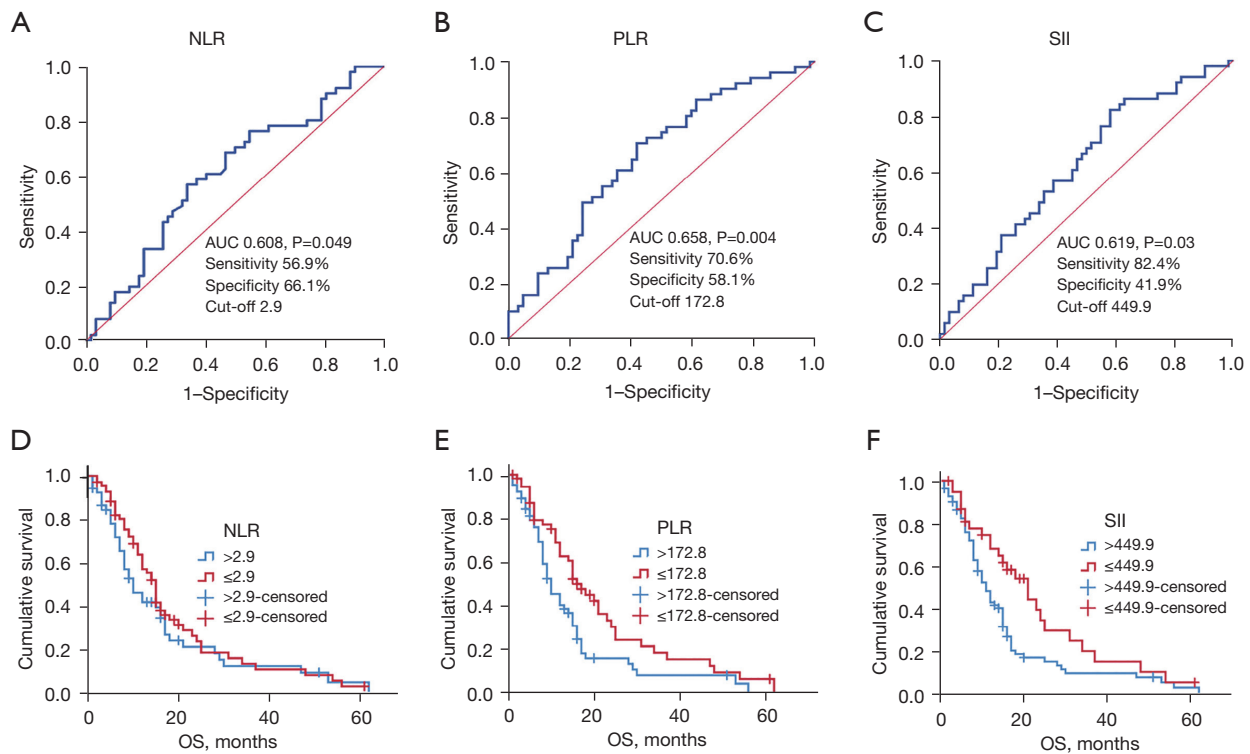 A
NLR
1.0
0.8
0.6
0.4
0.2
0.0
Sensitivity
AUC 0.608, P=0.049
Sensitivity 56.9%
Specificity 66.1%
Cut-off 2.9
0.0 0.2 0.4 0.6 0.8 1.0
1–Specificity
B
PLR
1.0
0.8
0.6
0.4
0.2
0.0
Sensitivity
AUC 0.658, P=0.004
Sensitivity 70.6%
Specificity 58.1%
Cut-off 172.8
0.0 0.2 0.4 0.6 0.8 1.0
1–Specificity
C
SII
1.0
0.8
0.6
0.4
0.2
0.0
Sensitivity
AUC 0.619, P=0.03
Sensitivity 82.4%
Specificity 41.9%
Cut-off 449.9
0.0 0.2 0.4 0.6 0.8 1.0
1–Specificity
D
1.0
0.8
0.6
0.4
0.2
0.0
Cumulative survival
NLR
>2.9
≤2.9
>2.9-censored
≤2.9-censored
0 20 40 60
OS, months
E
1.0
0.8
0.6
0.4
0.2
0.0
Cumulative survival
PLR
>172.8
≤172.8
>172.8-censored
≤172.8-censored
0 20 40 60
OS, months
F
1.0
0.8
0.6
0.4
0.2
0.0
Cumulative survival
SII
>449.9
≤449.9
>449.9-censored
≤449.9-censored
0 20 40 60
OS, months